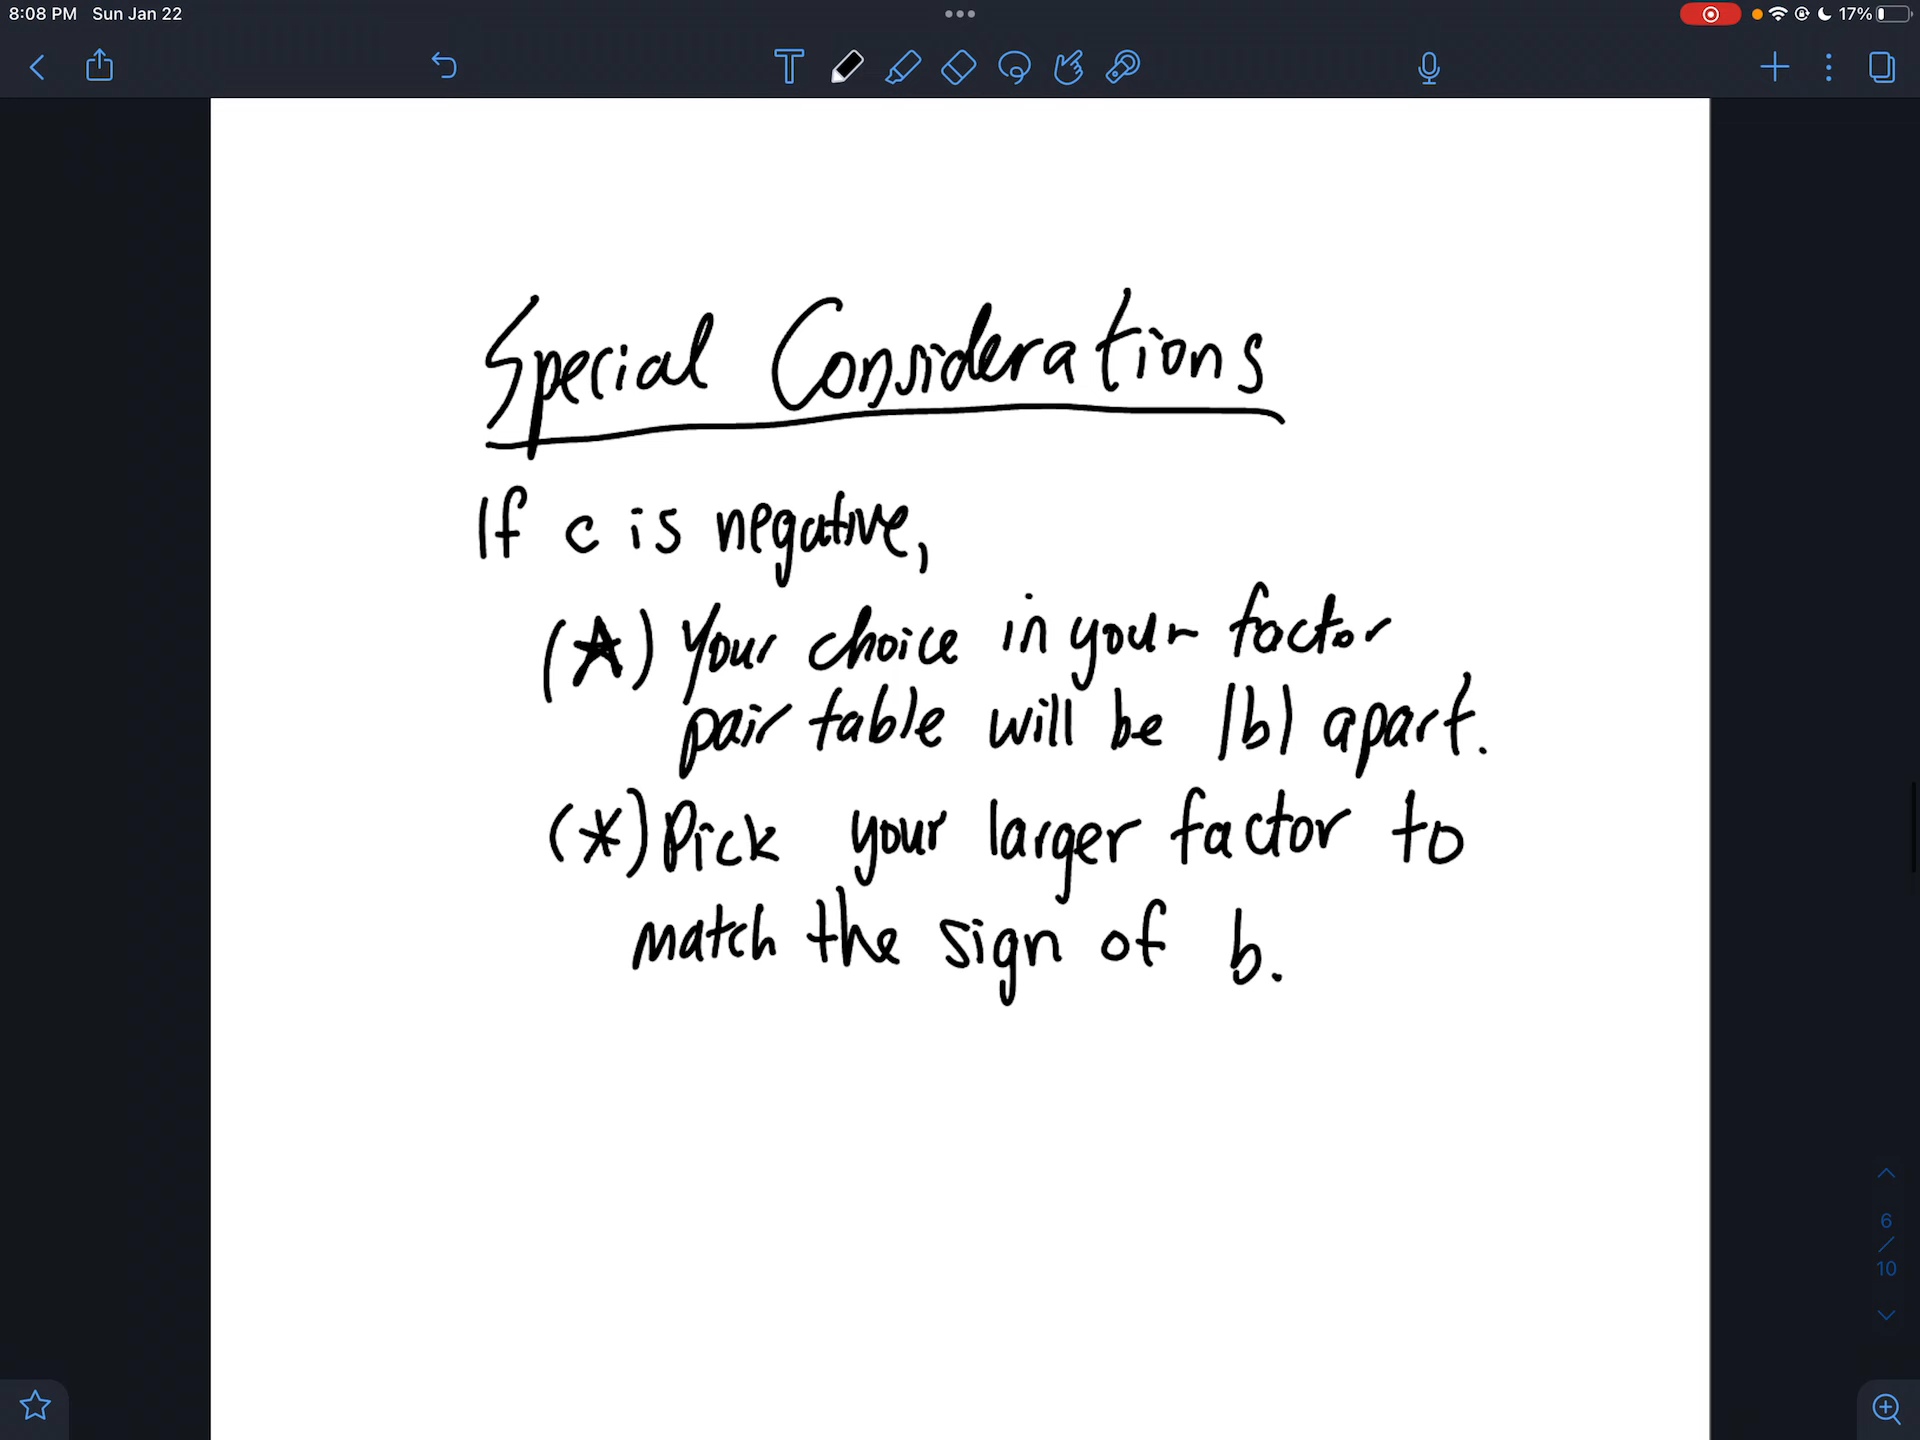 8:08 PM Sun Jan 22
17%
T
Special Considerations
If c is negative,
(☆) Your choice in your factor
pair table will be |b| apart.
(*) Pick your larger factor to
match the sign of b.
6
/
10